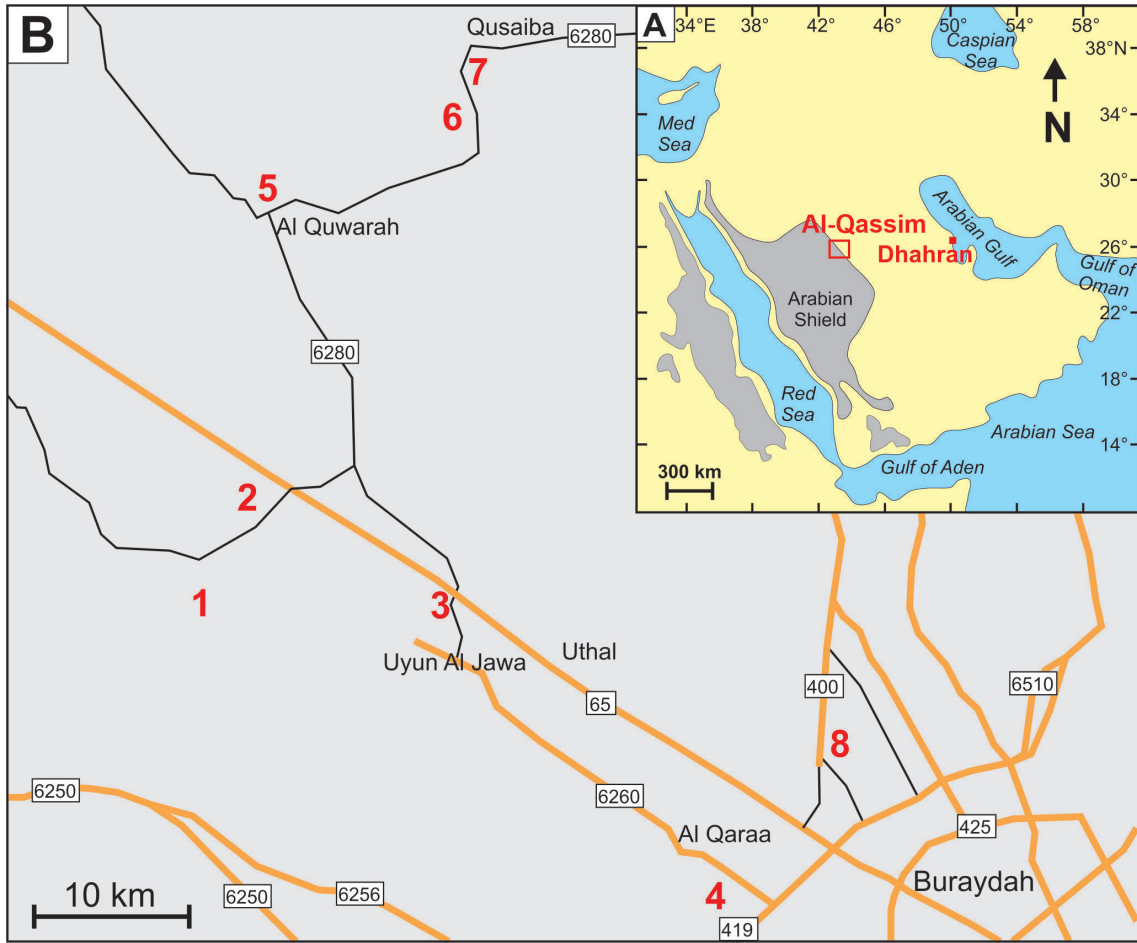 B
Qusaiba
6280
7
6
5
Al Quwarah
6280
2
1
3
Uyun Al Jawa
Uthal
65
400
6510
8
6250
6260
425
Al Qaraa
10 km
6250
6256
4
419
Buraydah
A
34°E
38°
42°
46°
50°
54°
58°
38°N
34°
30°
26°
22°
18°
14°
Caspian
Sea
N
Med
Sea
Al-Qassim
Dhahran
Arabian Gulf
Gulf of
Oman
Arabian
Shield
Red
Sea
Arabian Sea
Gulf of Aden
300 km